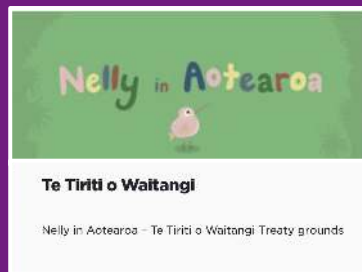 Nelly in Aotearoa
Te Tiriti o Waitangi
Nelly in Aotearoa – Te Tiriti o Waitangi Treaty grounds